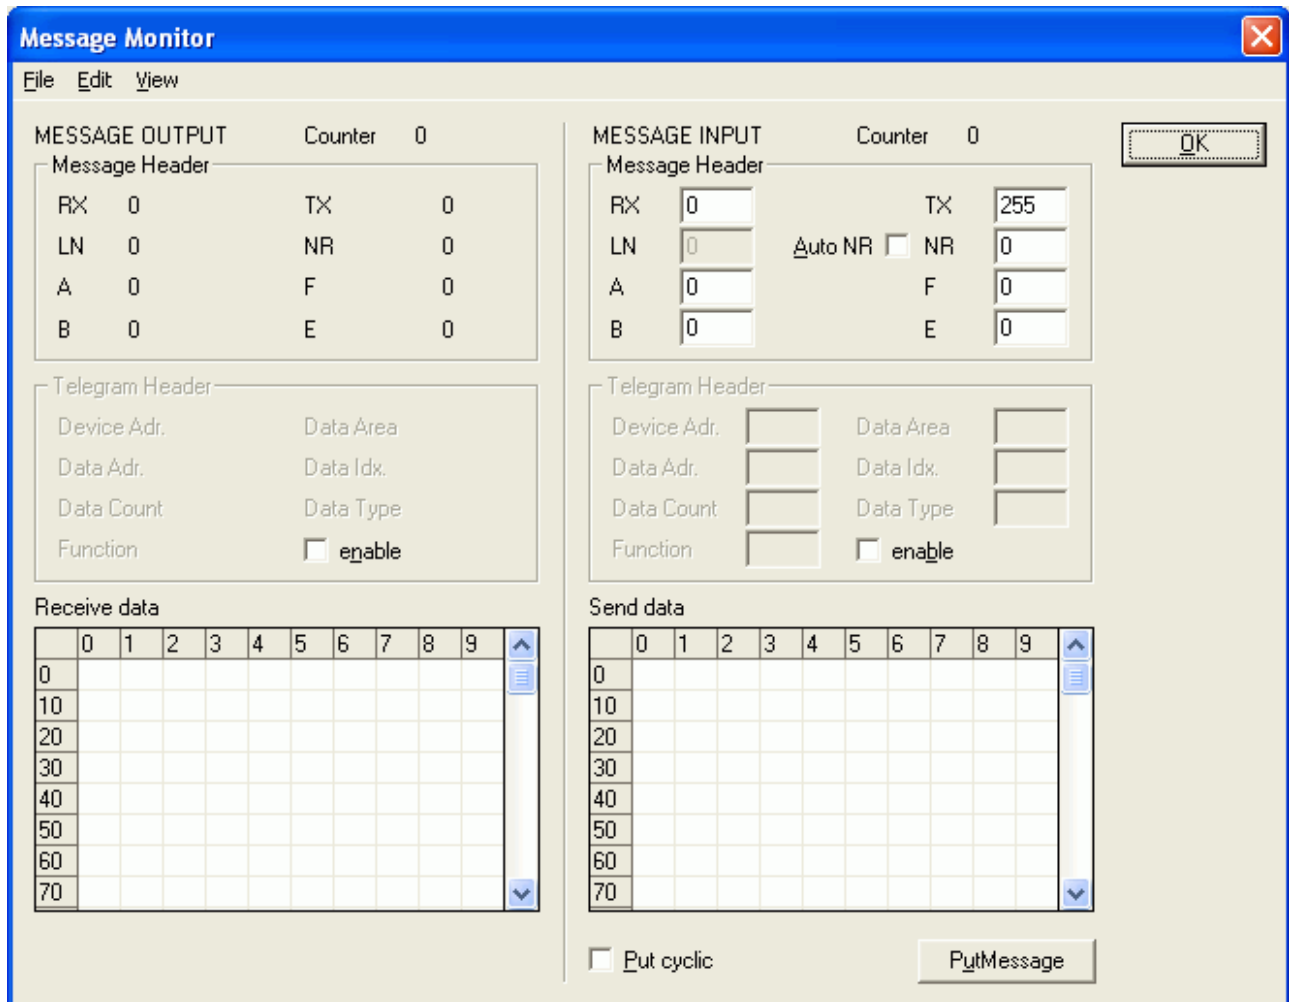 Message Monitor
File Edit View
MESSAGE OUTPUT Counter 0
Message Header
RX 0 TX 0
LN 0 NR 0
A 0 F 0
B 0 E 0
Telegram Header
Device Adr. Data Area
Data Adr. Data Idx.
Data Count Data Type
Function enable
Receive data
0 1 2 3 4 5 6 7 8 9
0
10
20
30
40
50
60
70
MESSAGE INPUT Counter 0
Message Header
RX 0 TX 255
LN 0 Auto NR NR 0
A 0 F 0
B 0 E 0
Telegram Header
Device Adr. Data Area
Data Adr. Data Idx.
Data Count Data Type
Function enable
Send data
0 1 2 3 4 5 6 7 8 9
0
10
20
30
40
50
60
70
Put cyclic PutMessage
OK